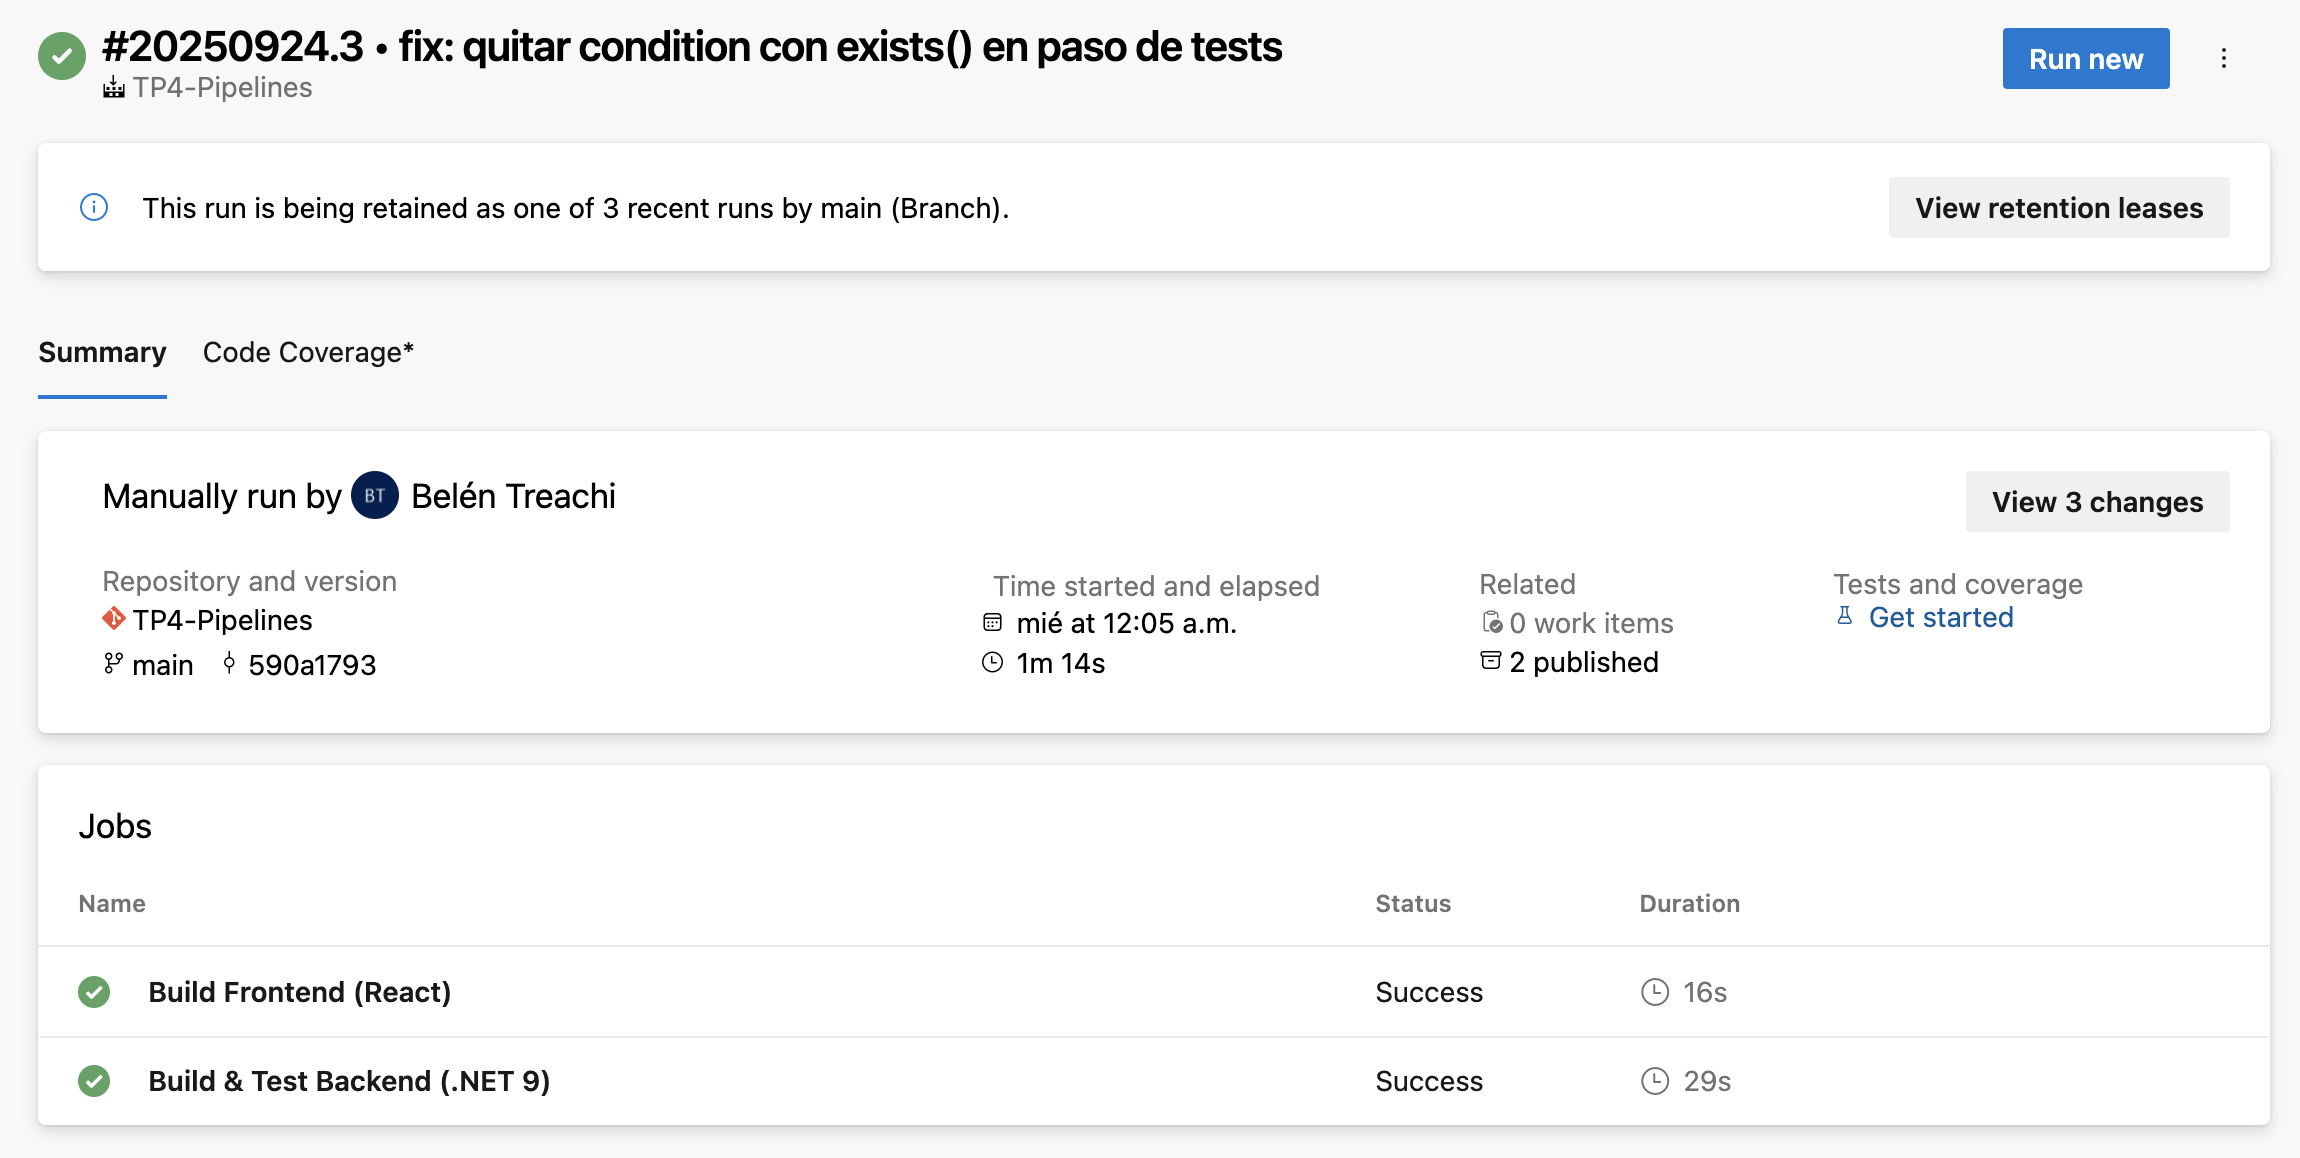 #20250924.3 • fix: quitar condition con exists() en paso de tests
TP4-Pipelines
Run new
This run is being retained as one of 3 recent runs by main (Branch).
View retention leases
Summary
Code Coverage*
Manually run by BT Belén Treachi
View 3 changes
Repository and version
TP4-Pipelines
main 590a1793
Time started and elapsed
mié at 12:05 a.m.
1m 14s
Related
0 work items
2 published
Tests and coverage
Get started
Jobs
Name Status Duration
Build Frontend (React) Success 16s
Build & Test Backend (.NET 9) Success 29s